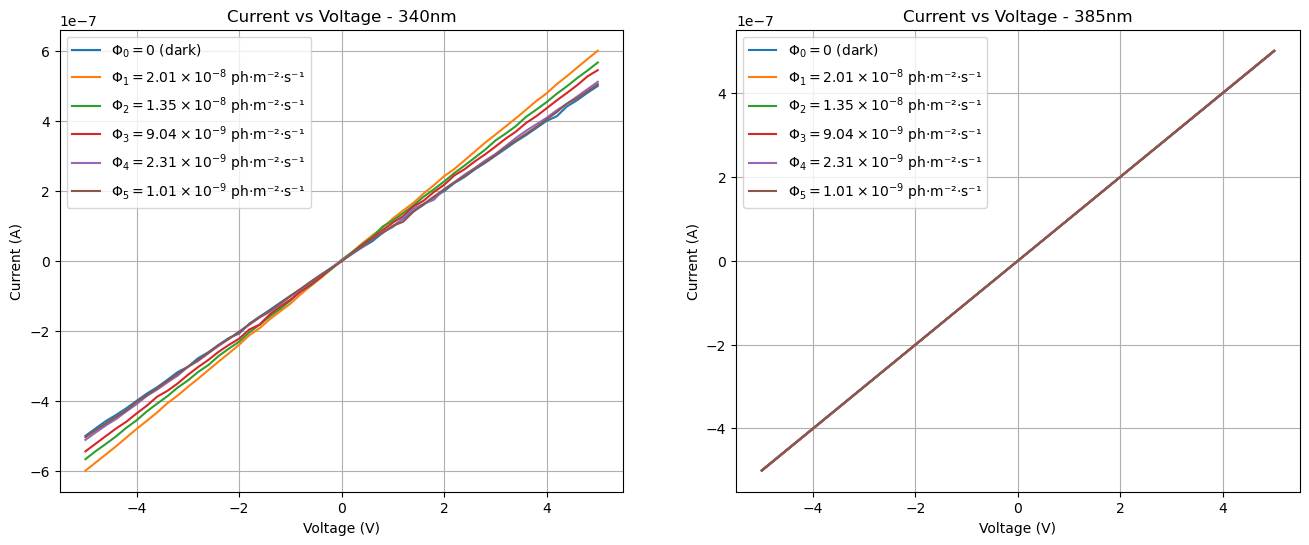 Current vs Voltage - 340nm
1e−7
Φ₀ = 0 (dark)
Φ₁ = 2.01 × 10⁻⁸ ph·m⁻²·s⁻¹
Φ₂ = 1.35 × 10⁻⁸ ph·m⁻²·s⁻¹
Φ₃ = 9.04 × 10⁻⁹ ph·m⁻²·s⁻¹
Φ₄ = 2.31 × 10⁻⁹ ph·m⁻²·s⁻¹
Φ₅ = 1.01 × 10⁻⁹ ph·m⁻²·s⁻¹
6
4
2
0
−2
−4
−6
Current (A)
−4 −2 0 2 4
Voltage (V)
Current vs Voltage - 385nm
1e−7
Φ₀ = 0 (dark)
Φ₁ = 2.01 × 10⁻⁸ ph·m⁻²·s⁻¹
Φ₂ = 1.35 × 10⁻⁸ ph·m⁻²·s⁻¹
Φ₃ = 9.04 × 10⁻⁹ ph·m⁻²·s⁻¹
Φ₄ = 2.31 × 10⁻⁹ ph·m⁻²·s⁻¹
Φ₅ = 1.01 × 10⁻⁹ ph·m⁻²·s⁻¹
4
2
0
−2
−4
Current (A)
−4 −2 0 2 4
Voltage (V)